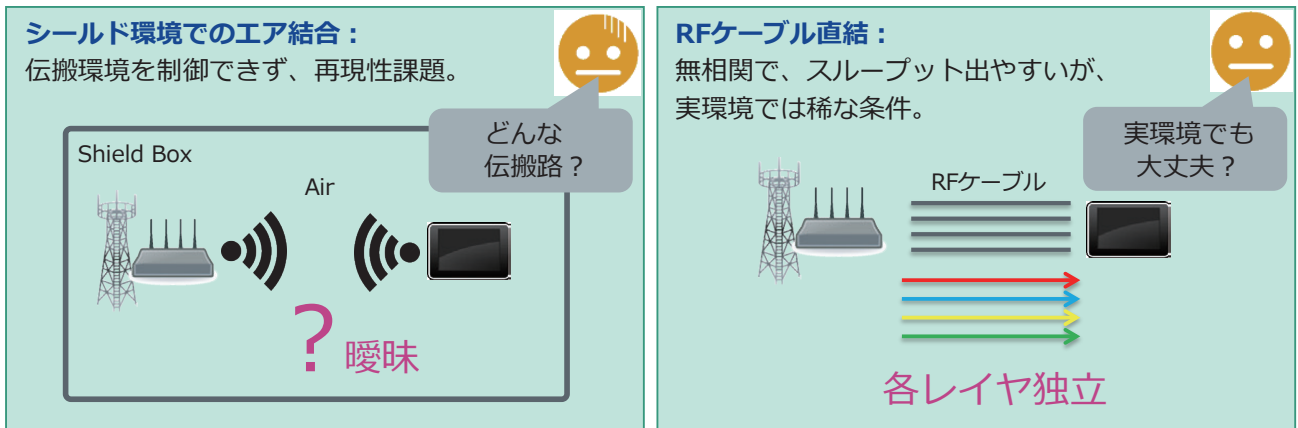 シールド環境でのエア結合：
伝搬環境を制御できず、再現性課題。
どんな
伝搬路？
Shield Box
Air
？曖昧
RFケーブル直結：
無相関で、スループット出やすいが、
実環境では稀な条件。
実環境でも
大丈夫？
RFケーブル
各レイヤ独立